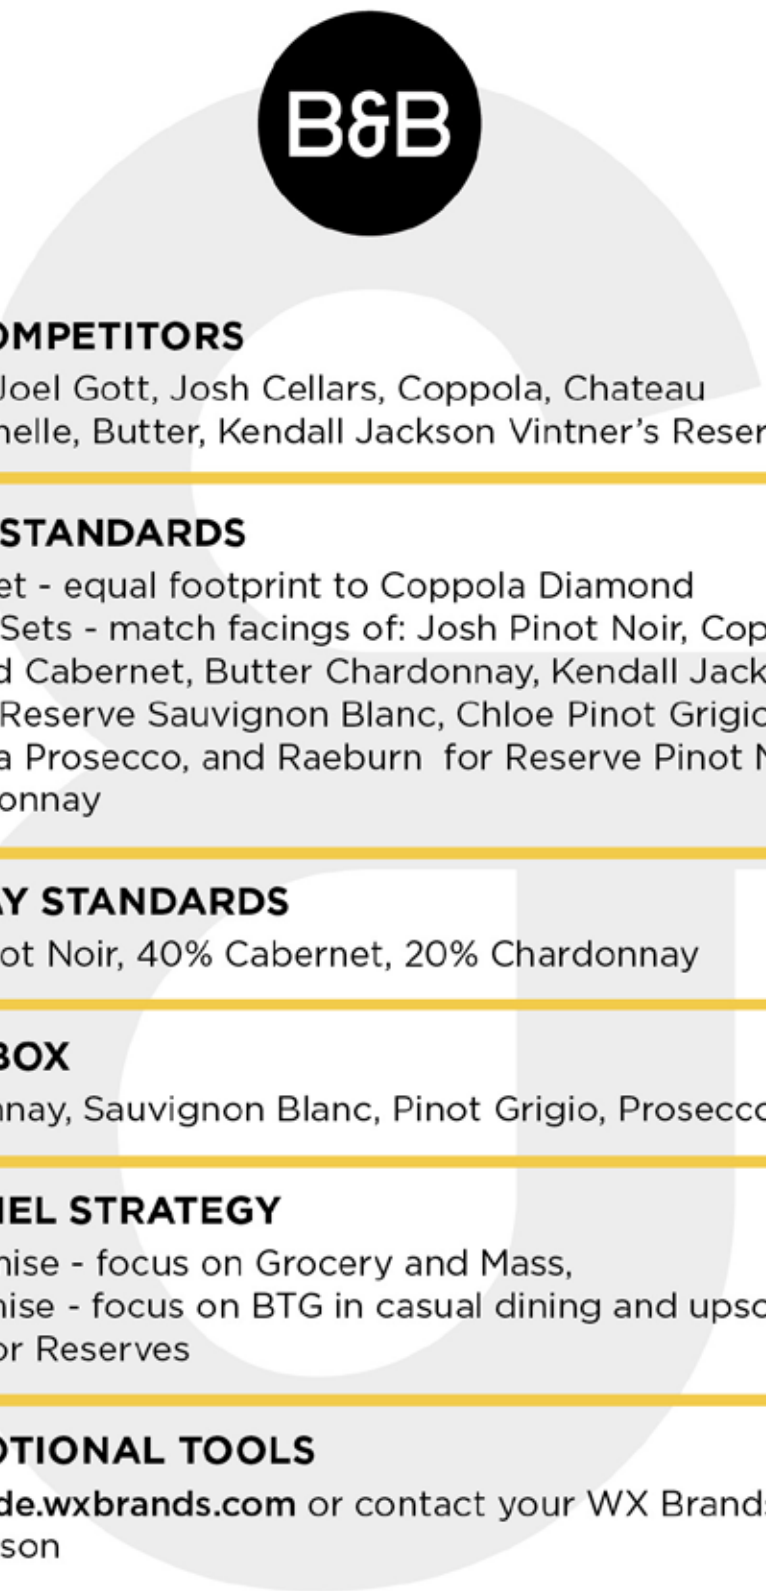 B&B
OMPETITORS
Joel Gott, Josh Cellars, Coppola, Chateau
nelle, Butter, Kendall Jackson Vintner's Reser
STANDARDS
et - equal footprint to Coppola Diamond
Sets - match facings of: Josh Pinot Noir, Cop
d Cabernet, Butter Chardonnay, Kendall Jack
Reserve Sauvignon Blanc, Chloe Pinot Grigio
a Prosecco, and Raeburn for Reserve Pinot N
onnay
AY STANDARDS
ot Noir, 40% Cabernet, 20% Chardonnay
BOX
nnay, Sauvignon Blanc, Pinot Grigio, Prosecco
NEL STRATEGY
nise - focus on Grocery and Mass,
nise - focus on BTG in casual dining and upsc
or Reserves
OTIONAL TOOLS
de.wxbrands.com or contact your WX Brands
son